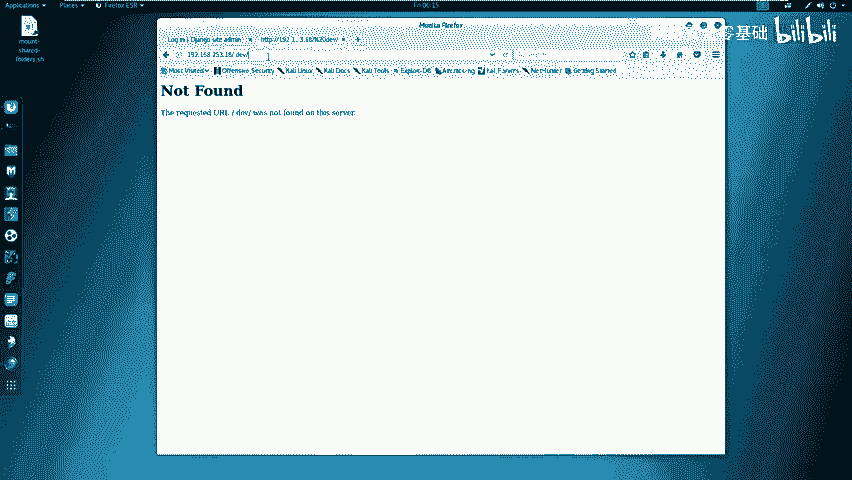 Applications Places Firefox ESR Fri 00:15
零基础 bilibili
mount-
shared-
folders.sh
Mozilla Firefox
Log in | Django site admin http://192.1...3.18/%20dev/
192.168.253.18/ dev/
Most Visited Offensive Security Kali Linux Kali Docs Kali Tools Exploit-DB Aircrack-ng Kali Forums NetHunter Getting Started
Not Found
The requested URL / dev/ was not found on this server.